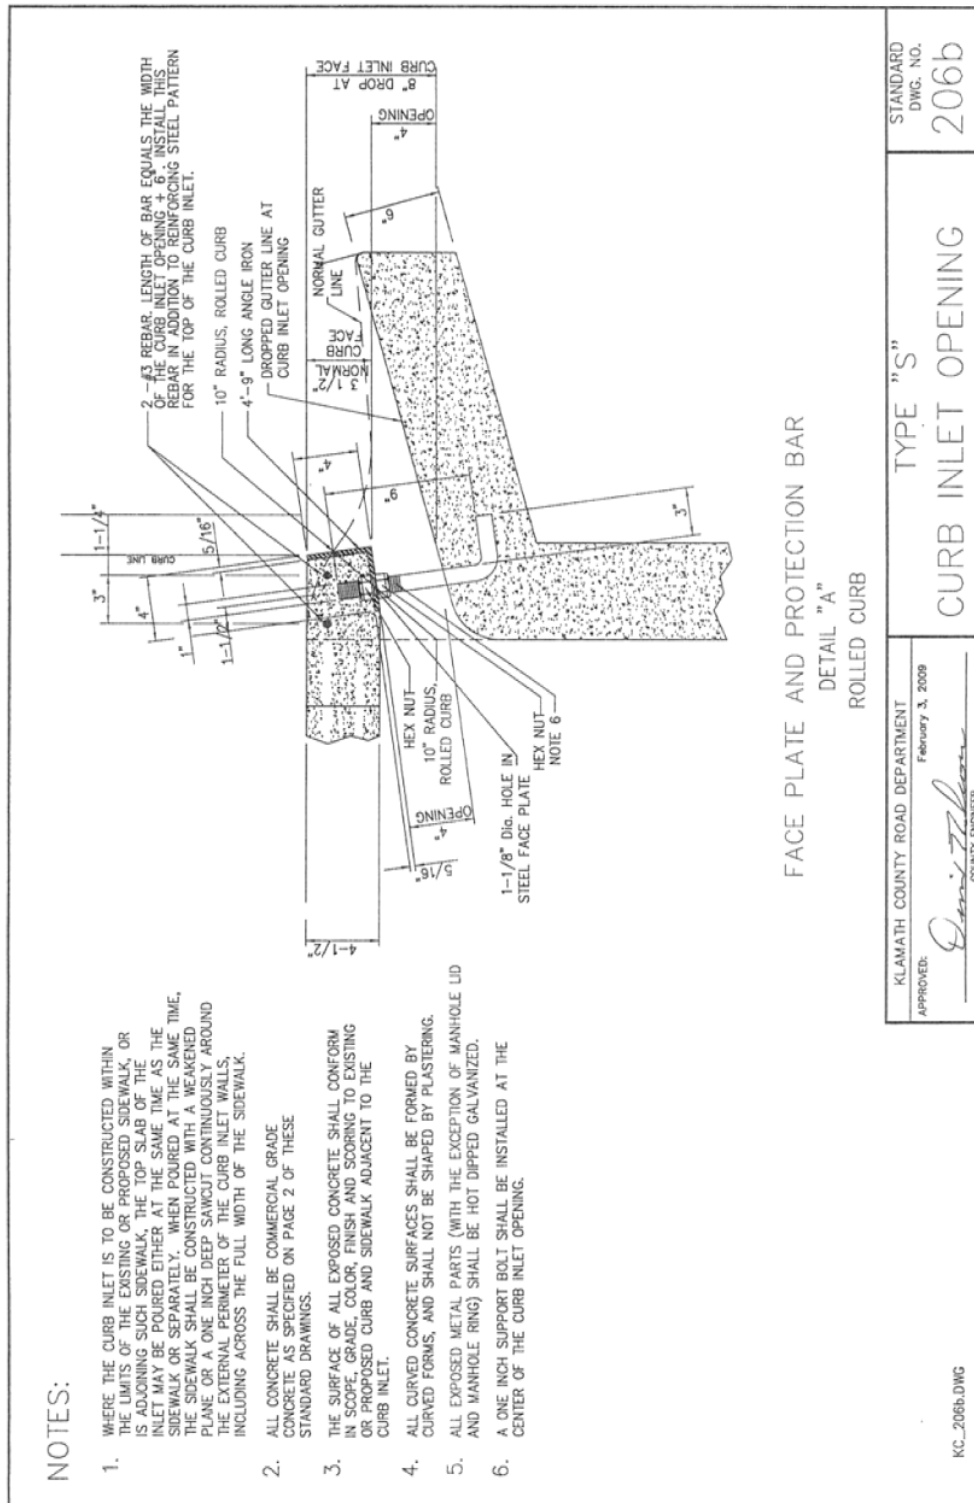 NOTES:
1. WHERE THE CURB INLET IS TO BE CONSTRUCTED WITHIN
THE LIMITS OF THE EXISTING OR PROPOSED SIDEWALK, OR
IS ADJOINING SUCH SIDEWALK, THE TOP SLAB OF THE
INLET MAY BE POURED EITHER AT THE SAME TIME AS THE
SIDEWALK OR SEPARATELY. WHEN POURED AT THE SAME TIME,
THE SIDEWALK SHALL BE CONSTRUCTED WITH A WEAKENED
PLANE OR A ONE INCH DEEP SAWCUT CONTINUOUSLY AROUND
THE EXTERNAL PERIMETER OF THE CURB INLET WALLS,
INCLUDING ACROSS THE FULL WIDTH OF THE SIDEWALK.
2. ALL CONCRETE SHALL BE COMMERCIAL GRADE
CONCRETE AS SPECIFIED ON PAGE 2 OF THESE
STANDARD DRAWINGS.
3. THE SURFACE OF ALL EXPOSED CONCRETE SHALL CONFORM
IN SCOPE, GRADE, COLOR, FINISH AND SCORING TO EXISTING
OR PROPOSED CURB AND SIDEWALK ADJACENT TO THE
CURB INLET.
4. ALL CURVED CONCRETE SURFACES SHALL BE FORMED BY
CURVED FORMS, AND SHALL NOT BE SHAPED BY PLASTERING.
5. ALL EXPOSED METAL PARTS (WITH THE EXCEPTION OF MANHOLE LID
AND MANHOLE RING) SHALL BE HOT DIPPED GALVANIZED.
6. A ONE INCH SUPPORT BOLT SHALL BE INSTALLED AT THE
CENTER OF THE CURB INLET OPENING.
2 -#3 REBAR. LENGTH OF BAR EQUALS THE WIDTH
OF THE CURB INLET OPENING + 6". INSTALL THIS
REBAR IN ADDITION TO REINFORCING STEEL PATTERN
FOR THE TOP OF THE CURB INLET.
10" RADIUS, ROLLED CURB
4'-9" LONG ANGLE IRON
DROPPED GUTTER LINE AT
CURB INLET OPENING
NORMAL GUTTER
LINE
8" DROP AT
CURB INLET FACE
4"
OPENING
6"
3 1/2"
NORMAL
CURB
FACE
4"
9"
3"
1-1/4"
5/16"
CURB LINE
3"
4"
1"
1-1/2"
4-1/2"
HEX NUT
10" RADIUS,
ROLLED CURB
4"
OPENING
5/16"
1-1/8" Dia. HOLE IN
STEEL FACE PLATE
HEX NUT
NOTE 6
FACE PLATE AND PROTECTION BAR
DETAIL "A"
ROLLED CURB
KLAMATH COUNTY ROAD DEPARTMENT
APPROVED:
February 3, 2009
COUNTY ENGINEER
TYPE "S"
CURB INLET OPENING
STANDARD
DWG. NO.
206b
KC_206b.DWG